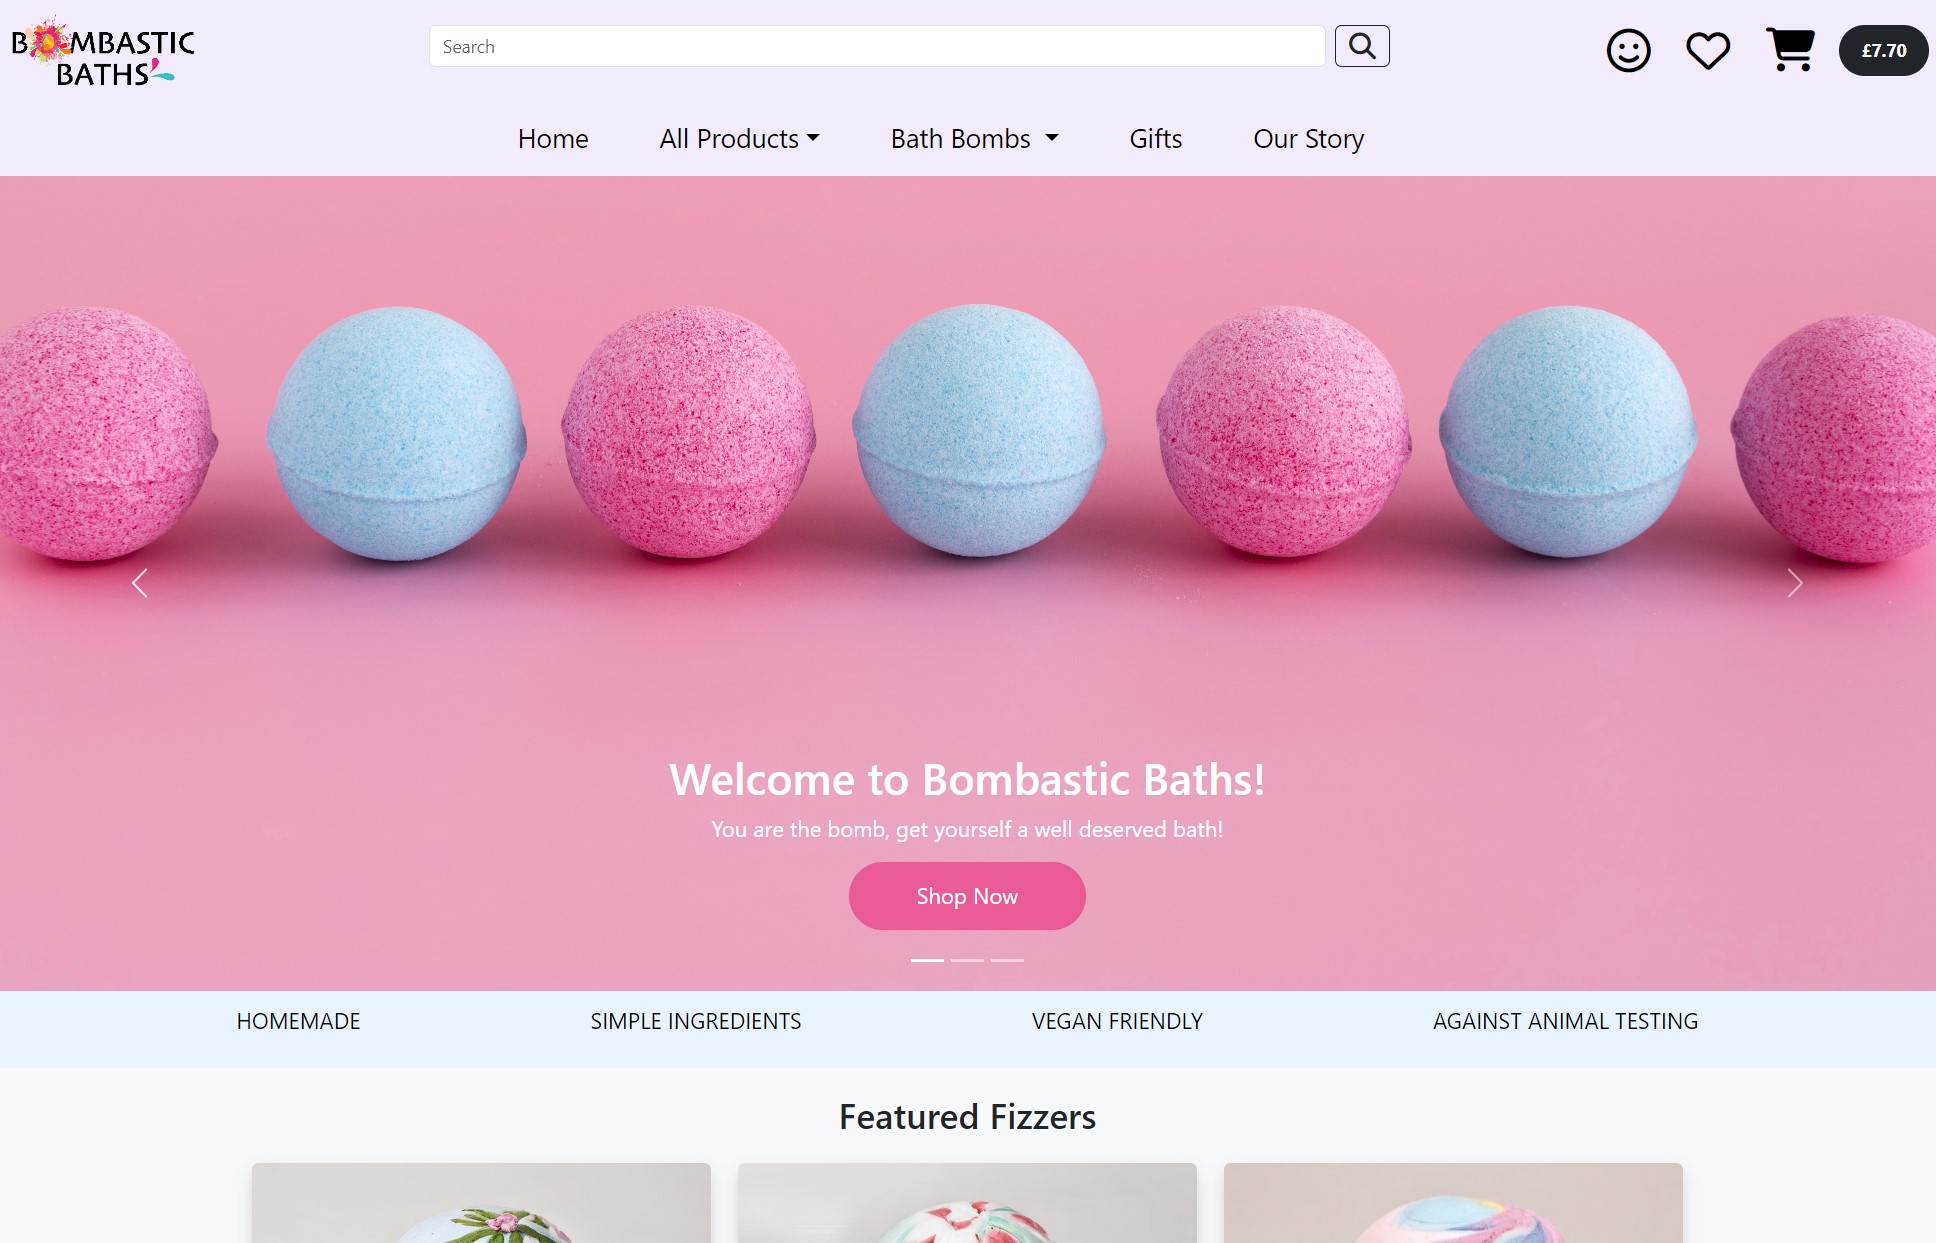 BOMBASTIC
BATHS
Search
£7.70
Home
All Products
Bath Bombs
Gifts
Our Story
Welcome to Bombastic Baths!
You are the bomb, get yourself a well deserved bath!
Shop Now
HOMEMADE
SIMPLE INGREDIENTS
VEGAN FRIENDLY
AGAINST ANIMAL TESTING
Featured Fizzers